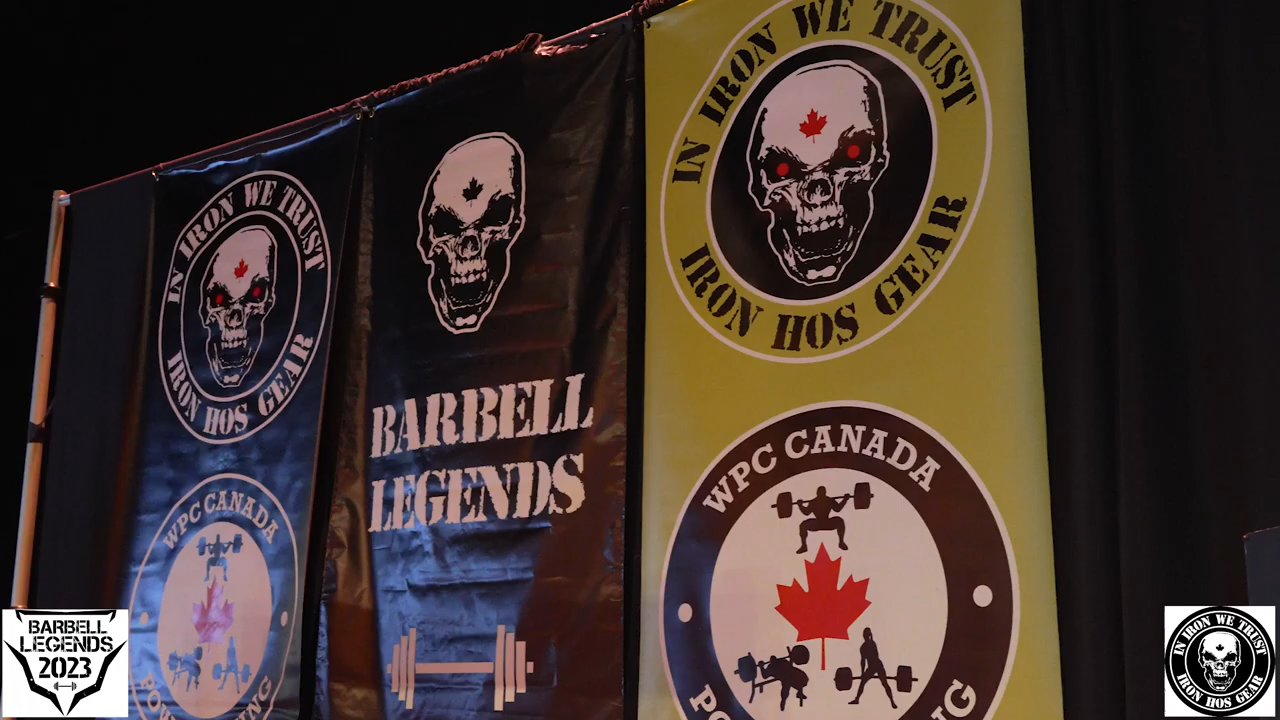 IN IRON WE TRUST
IRON HOS GEAR
WPC CANADA
BARBELL
LEGENDS
IN IRON WE TRUST
IRON HOS GEAR
WPC CANADA
BARBELL
LEGENDS
2023
IN IRON WE TRUST
IRON HOS GEAR